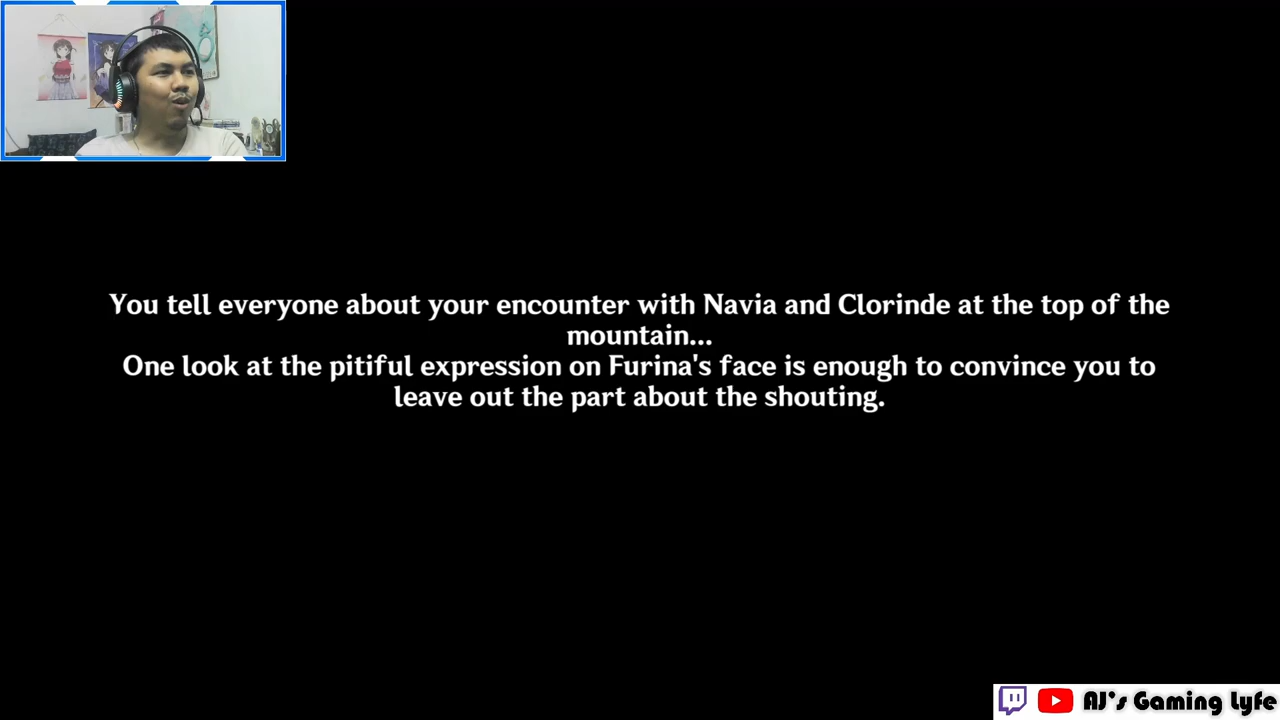 You tell everyone about your encounter with Navia and Clorinde at the top of the
mountain...
One look at the pitiful expression on Furina's face is enough to convince you to
leave out the part about the shouting.
AJ's Gaming Lyfe